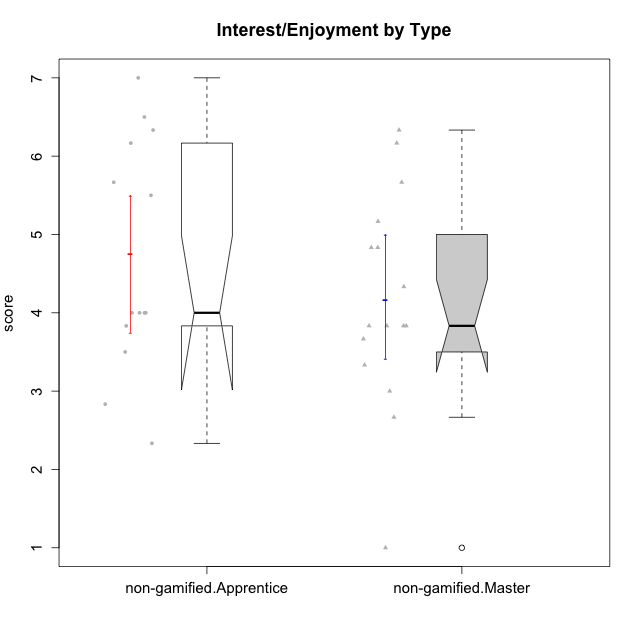 Interest/Enjoyment by Type
7
6
5
4
3
2
1
score
non-gamified.Apprentice
non-gamified.Master